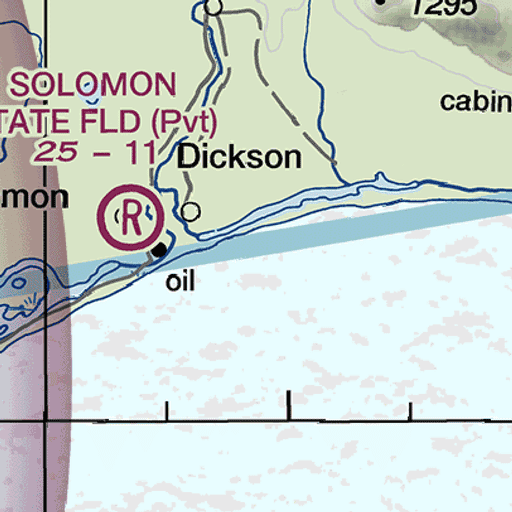 1295
cabin
SOLOMON
TATE FLD (Pvt)
25 - 11
Dickson
mon
R
oil